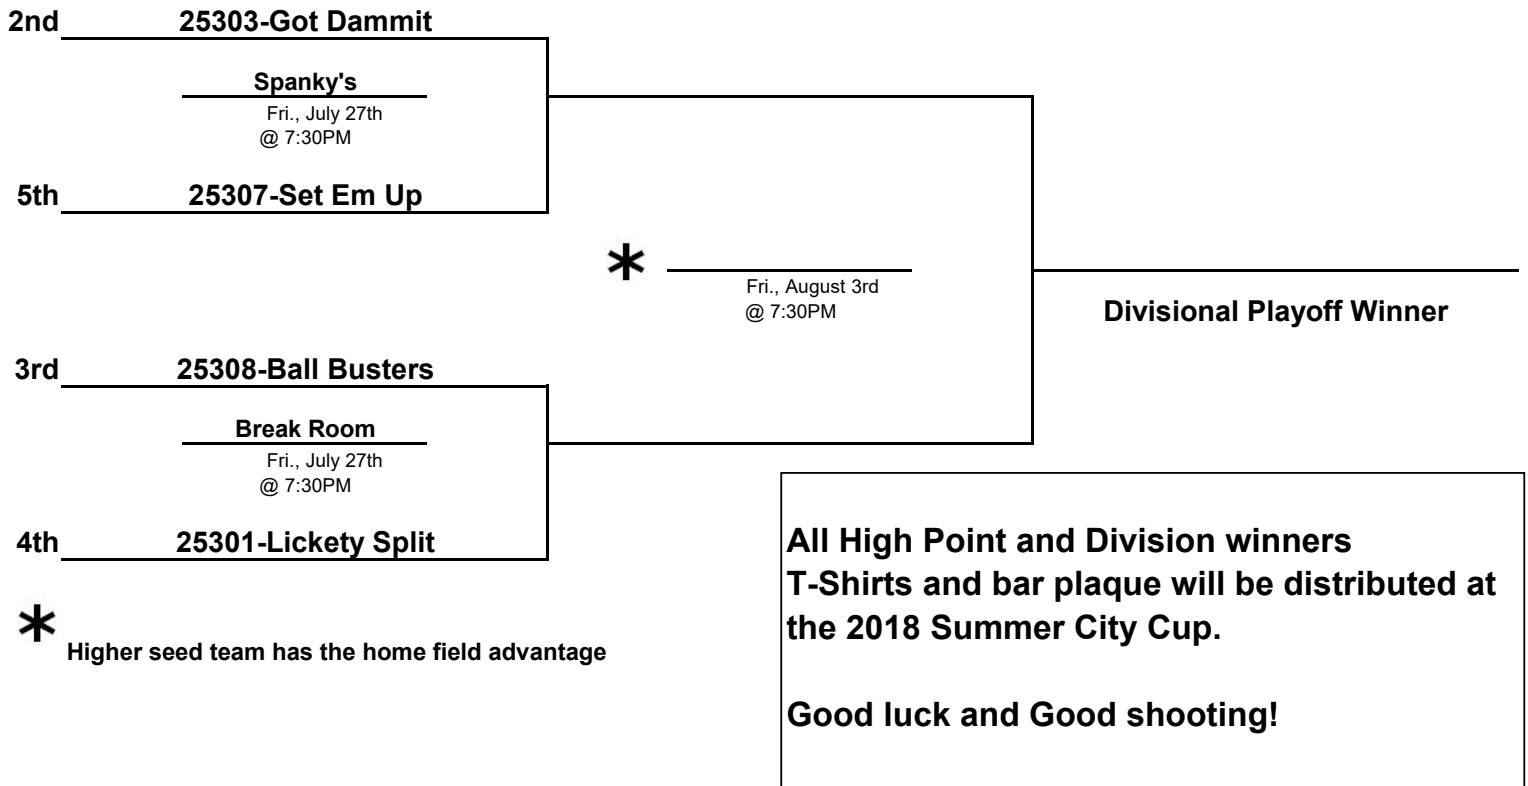 2nd 25303-Got Dammit
Spanky's
Fri., July 27th
@ 7:30PM
5th 25307-Set Em Up
*
Fri., August 3rd
@ 7:30PM
Divisional Playoff Winner
3rd 25308-Ball Busters
Break Room
Fri., July 27th
@ 7:30PM
4th 25301-Lickety Split
* Higher seed team has the home field advantage
All High Point and Division winners
T-Shirts and bar plaque will be distributed at
the 2018 Summer City Cup.
Good luck and Good shooting!